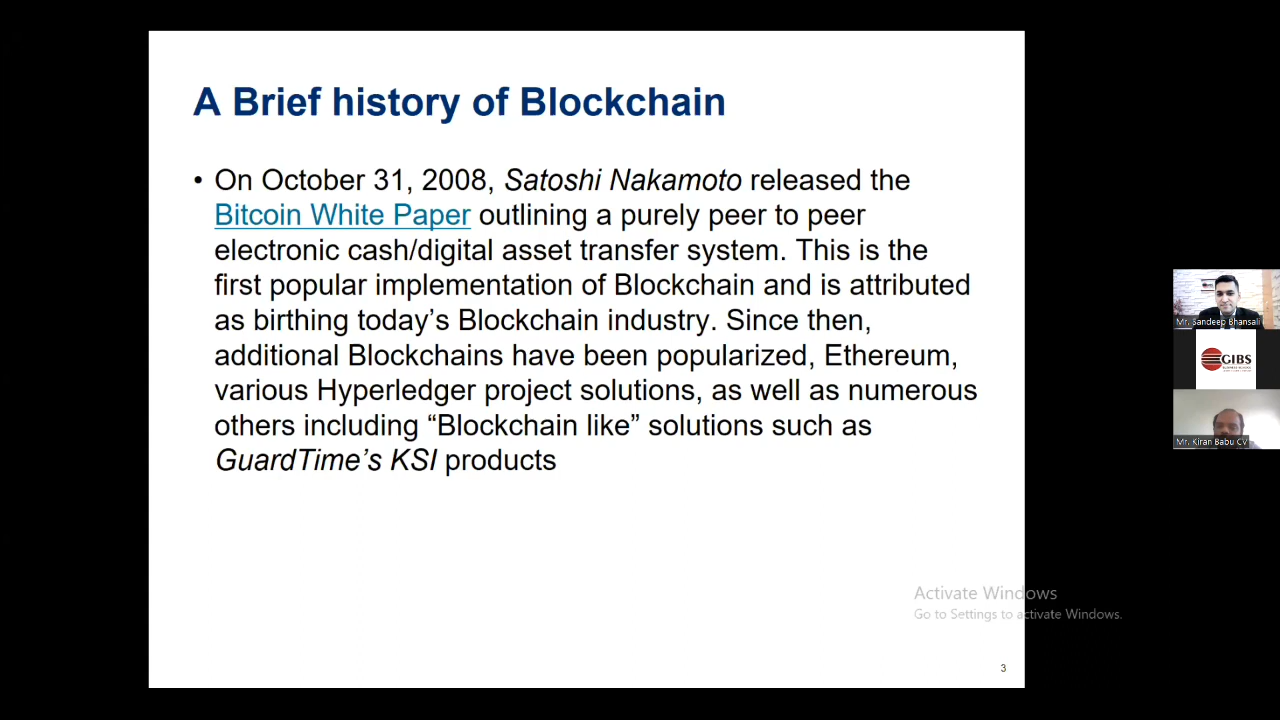 A Brief history of Blockchain
• On October 31, 2008, Satoshi Nakamoto released the
Bitcoin White Paper outlining a purely peer to peer
electronic cash/digital asset transfer system. This is the
first popular implementation of Blockchain and is attributed
as birthing today’s Blockchain industry. Since then,
additional Blockchains have been popularized, Ethereum,
various Hyperledger project solutions, as well as numerous
others including “Blockchain like” solutions such as
GuardTime’s KSI products
Mr. Sandeep Bhansali
GIBS
Mr. Kiran Babu CV
Activate Windows
Go to Settings to activate Windows.
3